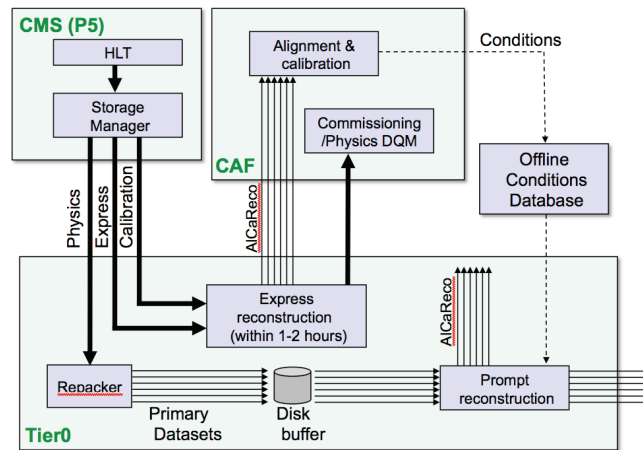 CMS (P5)
HLT
Storage
Manager
Physics
Express
Calibration
Alignment &
calibration
Commissioning
/Physics DQM
CAF
AlCaReco
Conditions
Offline
Conditions
Database
Express
reconstruction
(within 1-2 hours)
AlCaReco
Repacker
Primary
Datasets
Disk
buffer
Prompt
reconstruction
Tier0